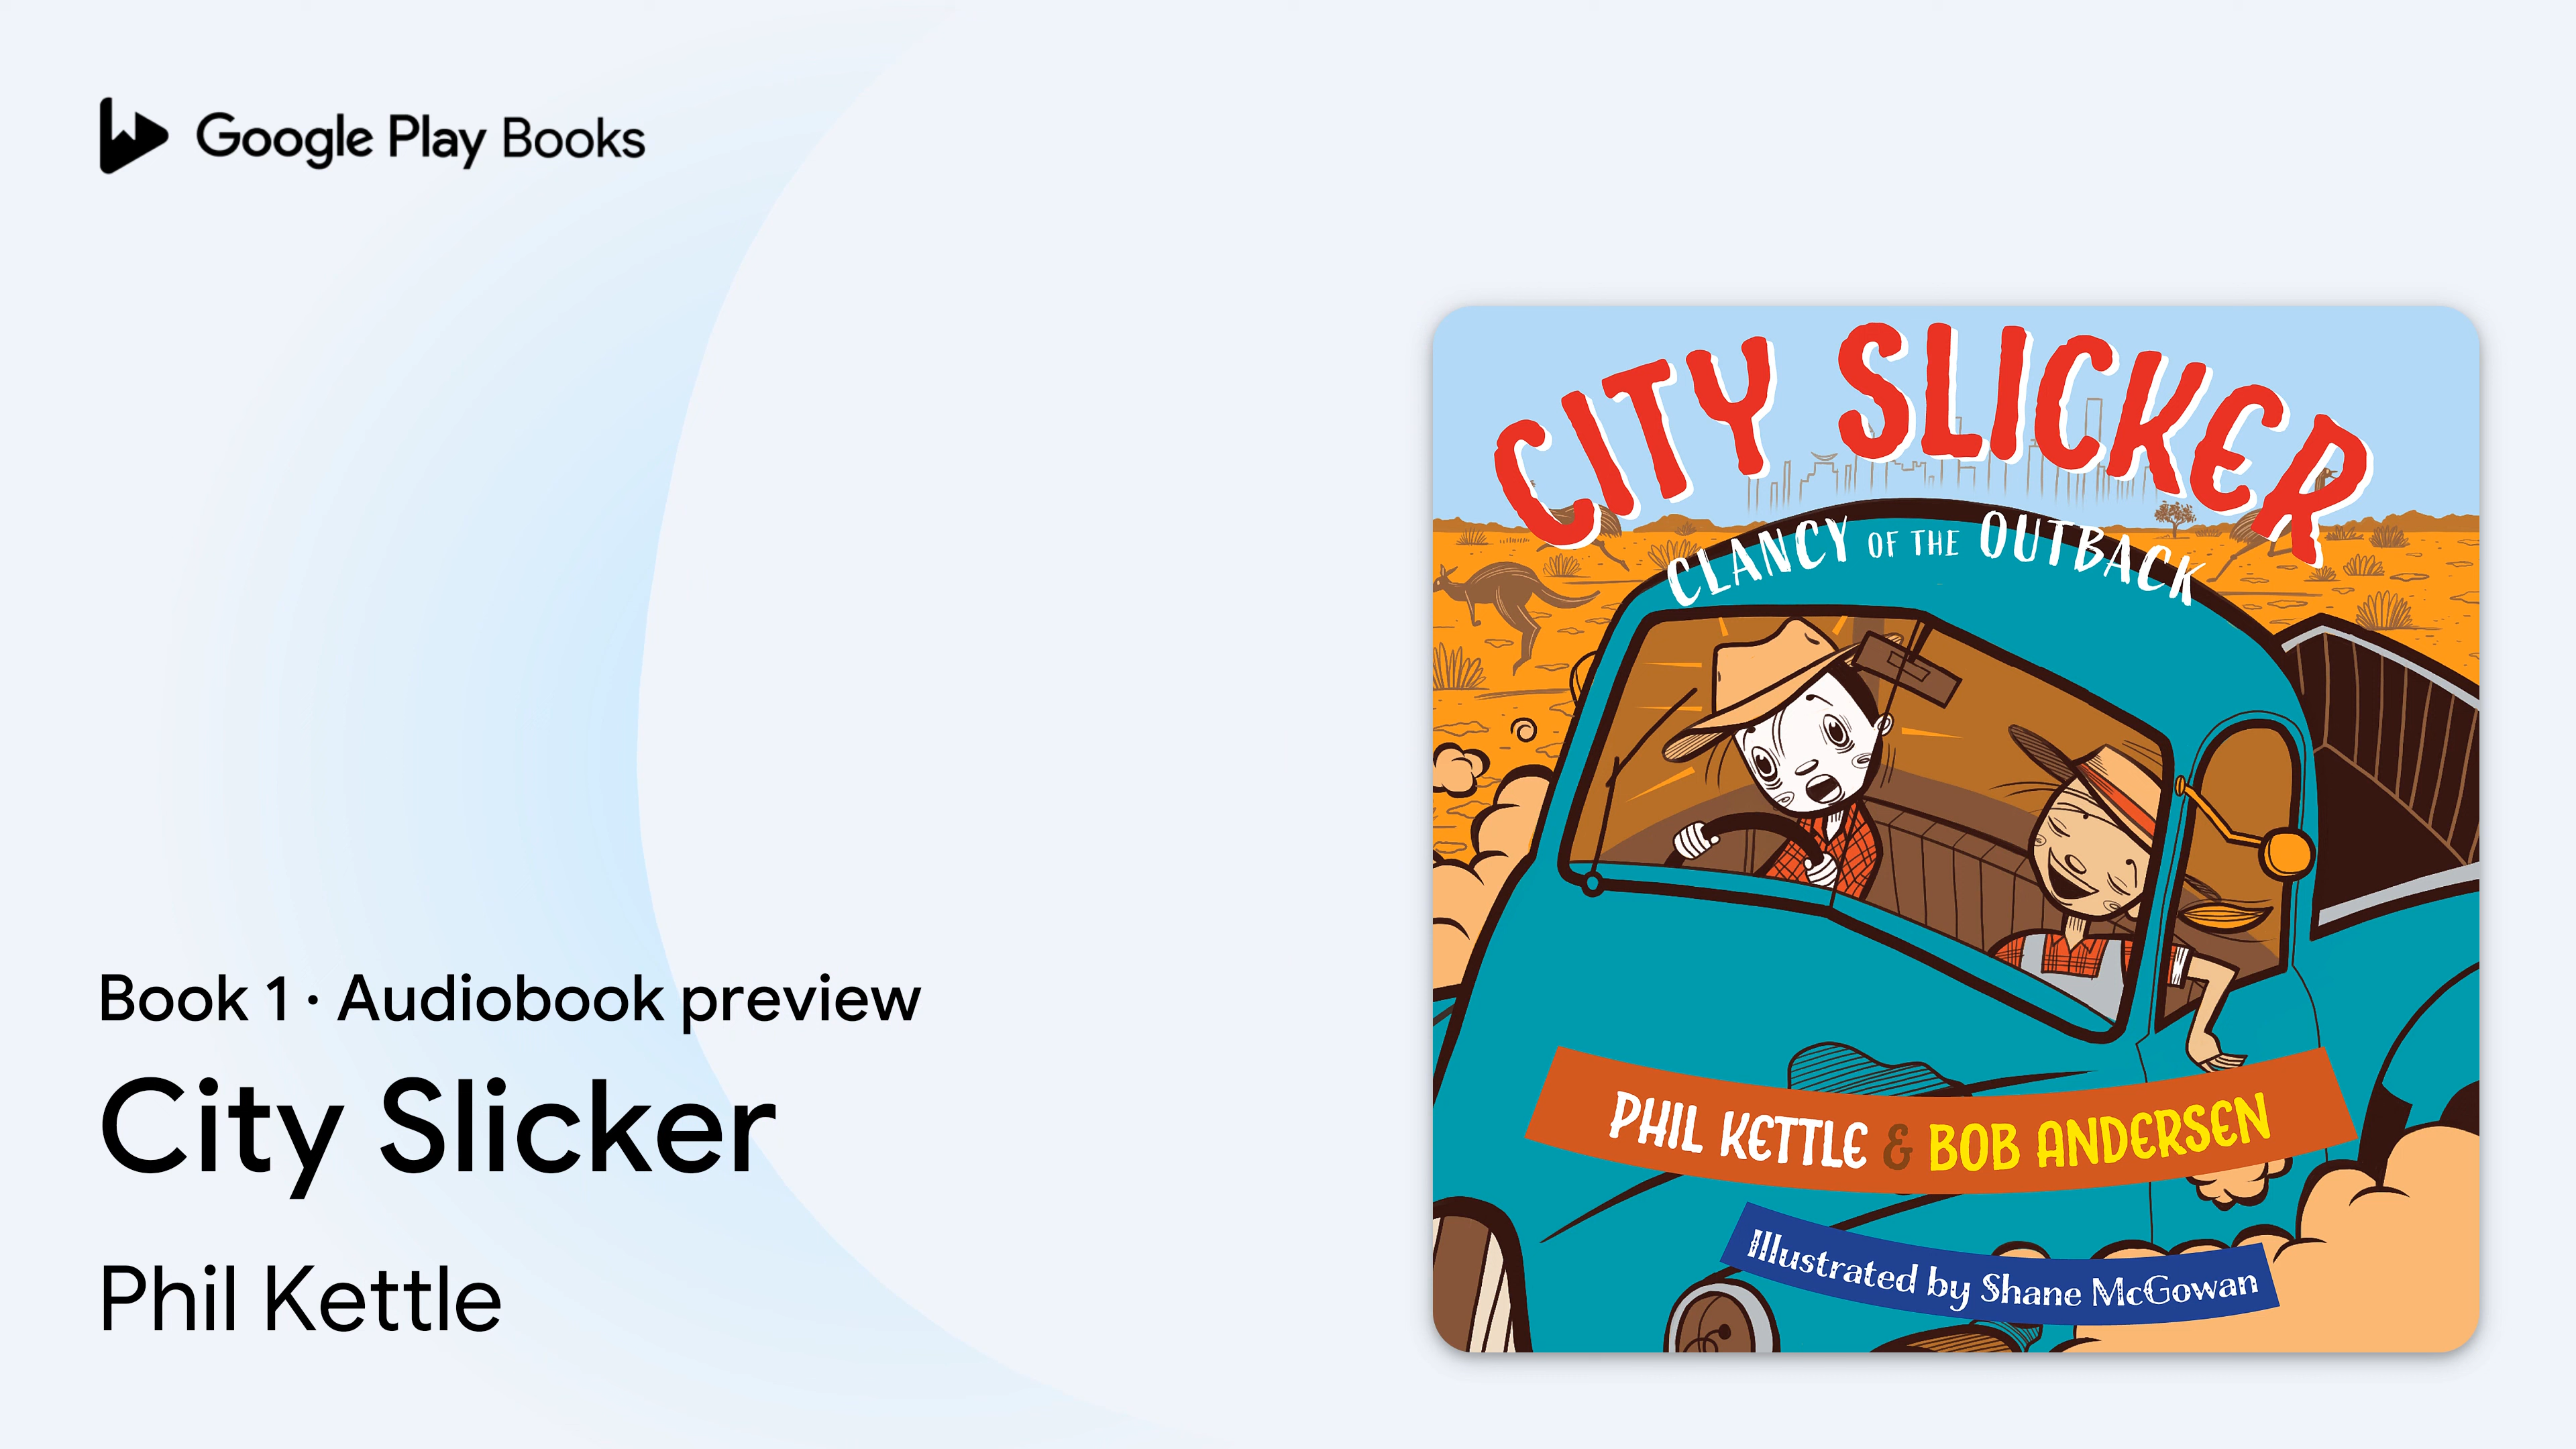 Google Play Books
Book 1 · Audiobook preview
City Slicker
Phil Kettle
CITY SLICKER
CLANCY OF THE OUTBACK
PHIL KETTLE & BOB ANDERSEN
Illustrated by Shane McGowan